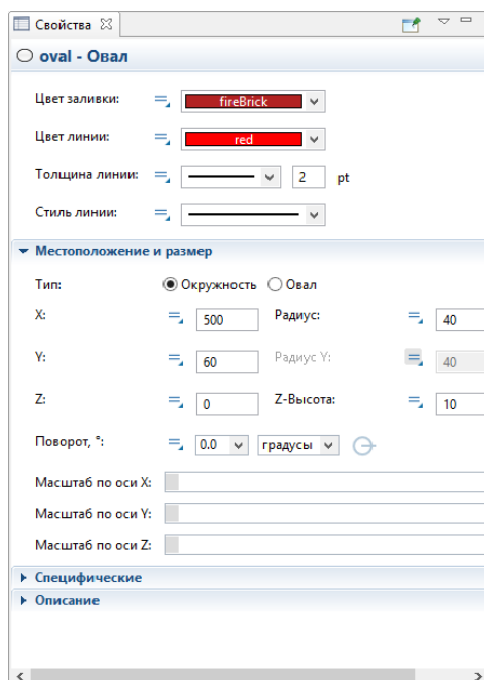 Свойства
oval - Овал
Цвет заливки: fireBrick
Цвет линии: red
Толщина линии: 2 pt
Стиль линии:
Местоположение и размер
Тип: Окружность Овал
X: 500 Радиус: 40
Y: 60 Радиус Y: 40
Z: 0 Z-Высота: 10
Поворот, °: 0.0 градусы
Масштаб по оси X:
Масштаб по оси Y:
Масштаб по оси Z:
Специфические
Описание